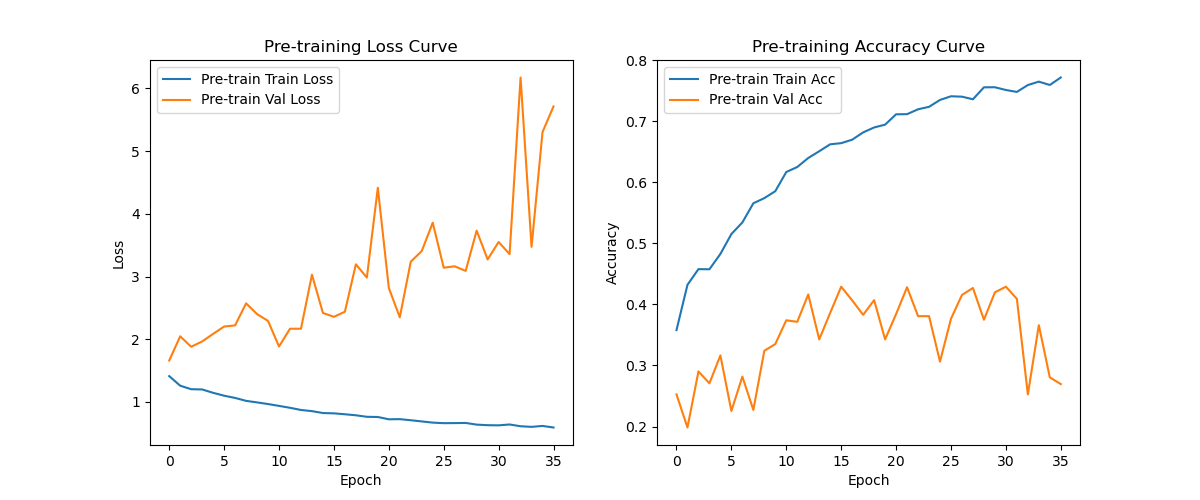 Pre-training Loss Curve
Pre-train Train Loss
Pre-train Val Loss
Loss
6
5
4
3
2
1
0 5 10 15 20 25 30 35
Epoch
Pre-training Accuracy Curve
Pre-train Train Acc
Pre-train Val Acc
Accuracy
0.8
0.7
0.6
0.5
0.4
0.3
0.2
0 5 10 15 20 25 30 35
Epoch